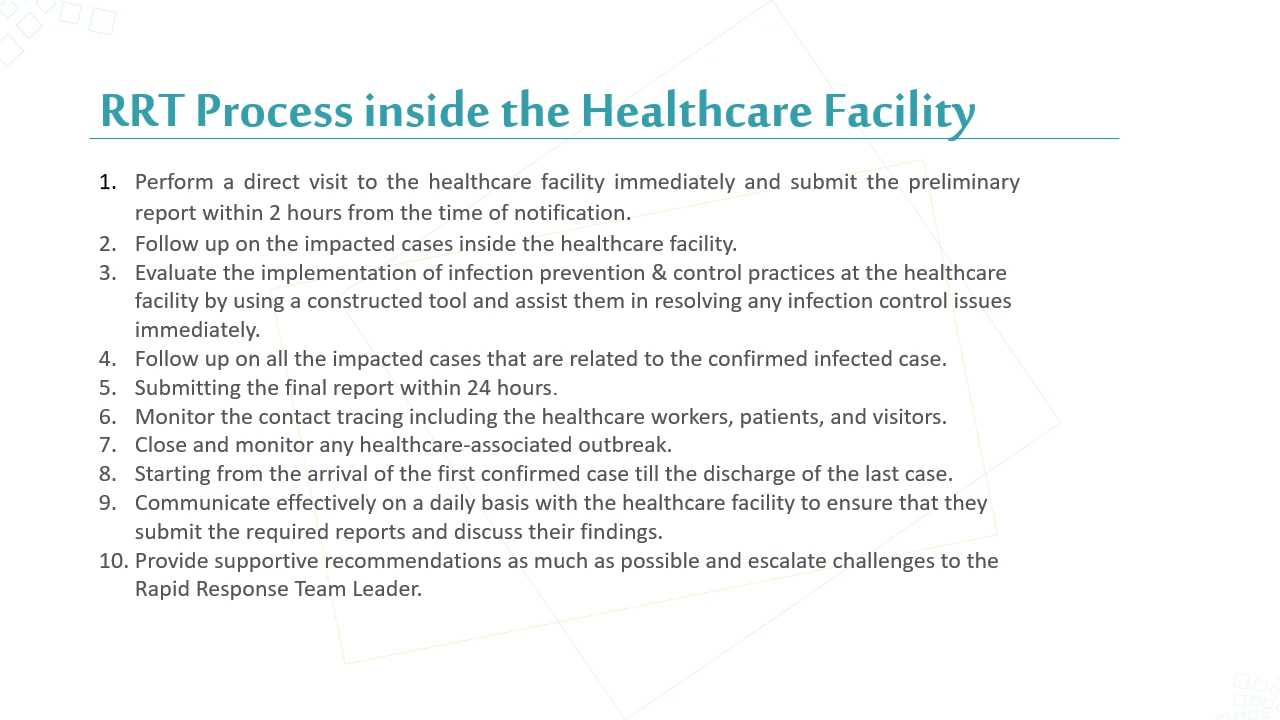 RRT Process inside the Healthcare Facility
1. Perform a direct visit to the healthcare facility immediately and submit the preliminary
report within 2 hours from the time of notification.
2. Follow up on the impacted cases inside the healthcare facility.
3. Evaluate the implementation of infection prevention & control practices at the healthcare
facility by using a constructed tool and assist them in resolving any infection control issues
immediately.
4. Follow up on all the impacted cases that are related to the confirmed infected case.
5. Submitting the final report within 24 hours.
6. Monitor the contact tracing including the healthcare workers, patients, and visitors.
7. Close and monitor any healthcare-associated outbreak.
8. Starting from the arrival of the first confirmed case till the discharge of the last case.
9. Communicate effectively on a daily basis with the healthcare facility to ensure that they
submit the required reports and discuss their findings.
10. Provide supportive recommendations as much as possible and escalate challenges to the
Rapid Response Team Leader.